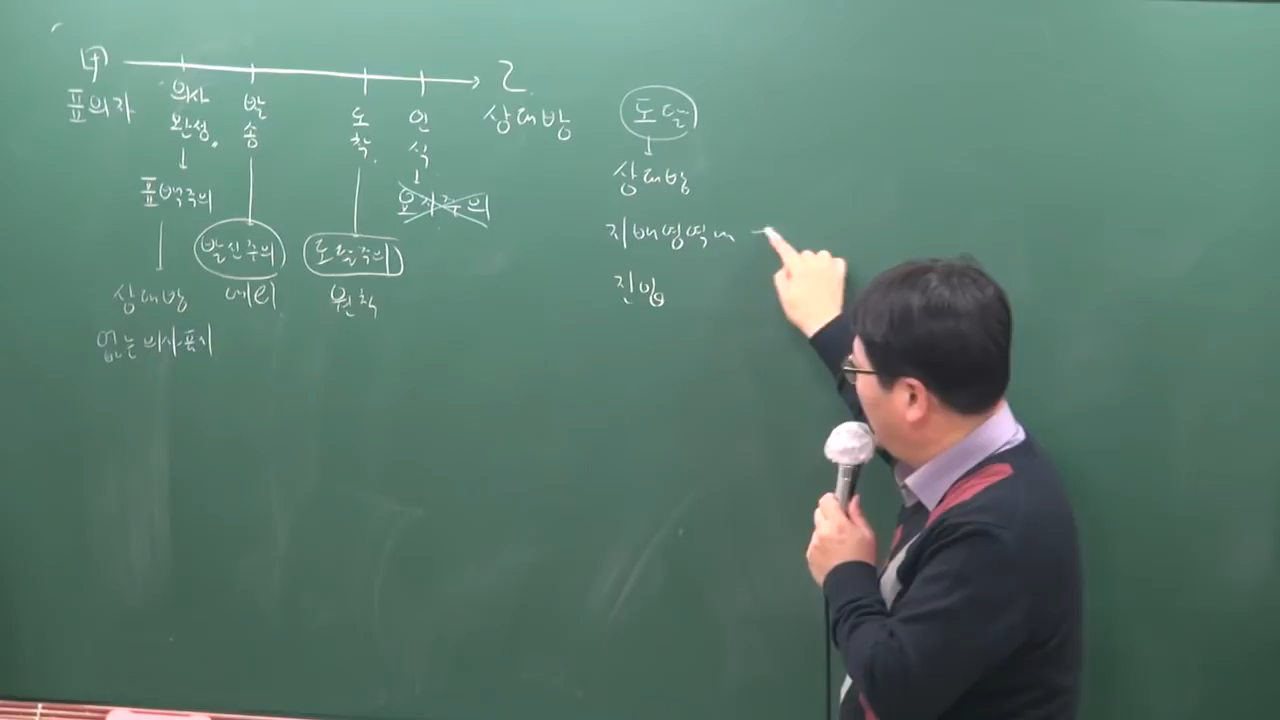 甲 乙
표의자 의사완성 발송 도착 인식 상대방
표백주의 발신주의 도달주의 요지주의
상대방 예외 원칙
없는 의사표시
도달
상대방
지배영역내
진입